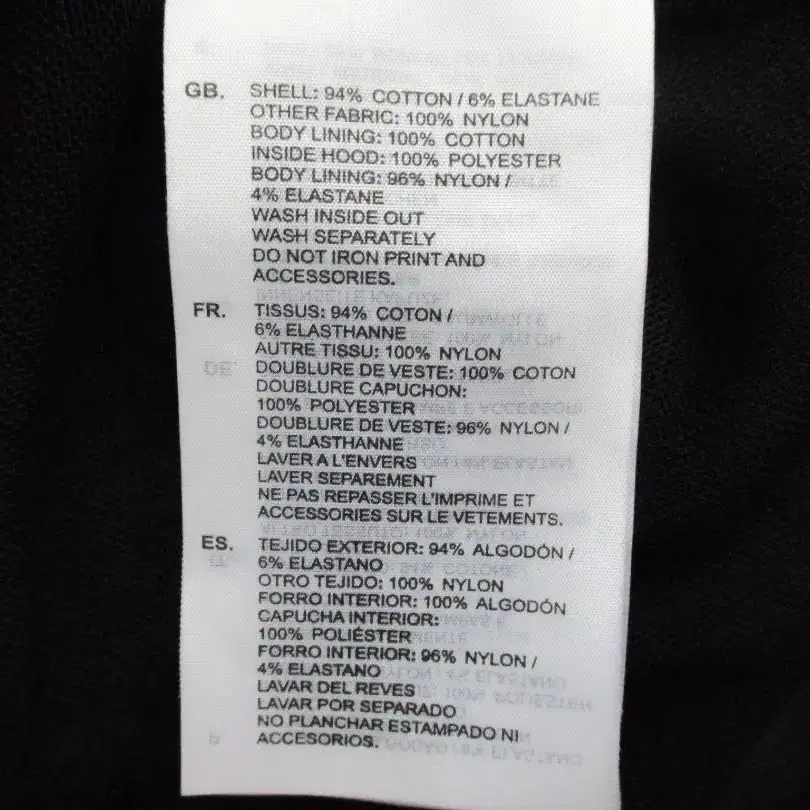 GB. SHELL: 94% COTTON / 6% ELASTANE
OTHER FABRIC: 100% NYLON
BODY LINING: 100% COTTON
INSIDE HOOD: 100% POLYESTER
BODY LINING: 96% NYLON /
4% ELASTANE
WASH INSIDE OUT
WASH SEPARATELY
DO NOT IRON PRINT AND
ACCESSORIES.
FR. TISSUS: 94% COTON /
6% ELASTHANNE
AUTRE TISSU: 100% NYLON
DOUBLURE DE VESTE: 100% COTON
DOUBLURE CAPUCHON:
100% POLYESTER
DOUBLURE DE VESTE: 96% NYLON /
4% ELASTHANNE
LAVER A L'ENVERS
LAVER SEPAREMENT
NE PAS REPASSER L'IMPRIME ET
ACCESSORIES SUR LE VETEMENTS.
ES. TEJIDO EXTERIOR: 94% ALGODÓN /
6% ELASTANO
OTRO TEJIDO: 100% NYLON
FORRO INTERIOR: 100% ALGODÓN
CAPUCHA INTERIOR:
100% POLIÉSTER
FORRO INTERIOR: 96% NYLON /
4% ELASTANO
LAVAR DEL REVES
LAVAR POR SEPARADO
NO PLANCHAR ESTAMPADO NI
ACCESORIOS.